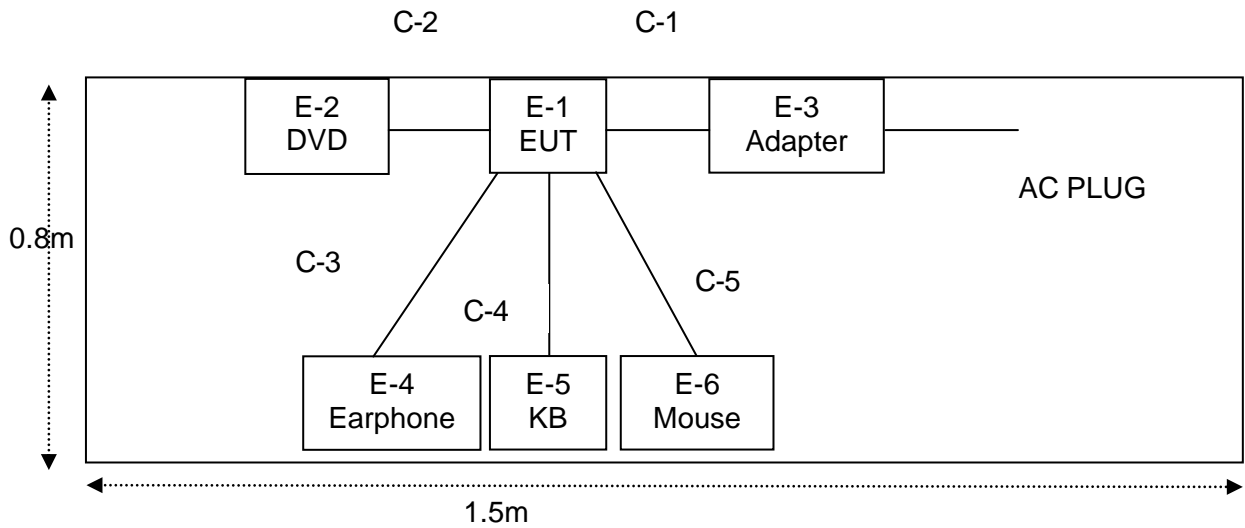 C-2
C-1
E-2
DVD
E-1
EUT
E-3
Adapter
AC PLUG
0.8m
C-3
C-5
C-4
E-4
Earphone
E-5
KB
E-6
Mouse
1.5m